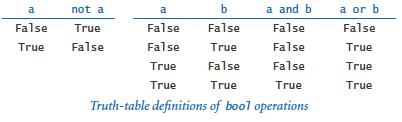 a not a a b a and b a or b
False True False False False False
True False False True False True
True False False True
True True True True
Truth-table definitions of bool operations